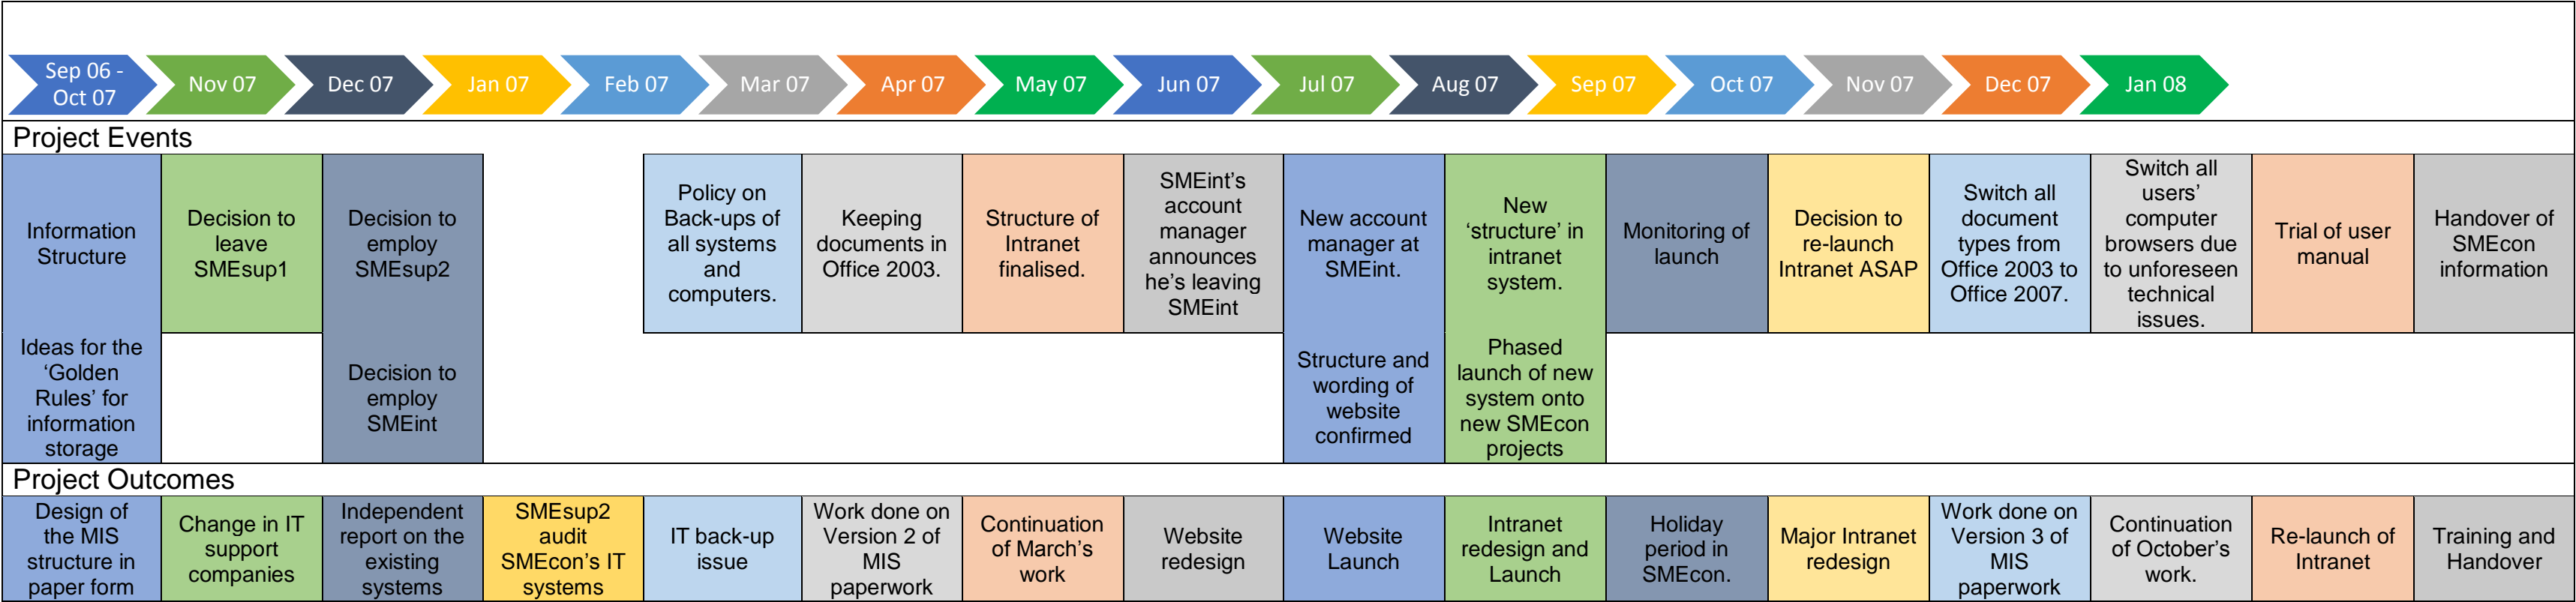 Sep 06 -
Oct 07
Nov 07
Dec 07
Jan 07
Feb 07
Mar 07
Apr 07
May 07
Jun 07
Jul 07
Aug 07
Sep 07
Oct 07
Nov 07
Dec 07
Jan 08
Project Events
Information
Structure
Decision to
leave
SMEsup1
Decision to
employ
SMEsup2
Policy on
Back-ups of
all systems
and
computers.
Keeping
documents in
Office 2003.
Structure of
Intranet
finalised.
SMEint’s
account
manager
announces
he’s leaving
SMEint
New account
manager at
SMEint.
New
‘structure’ in
intranet
system.
Monitoring of
launch
Decision to
re-launch
Intranet ASAP
Switch all
document
types from
Office 2003 to
Office 2007.
Switch all
users’
computer
browsers due
to unforeseen
technical
issues.
Trial of user
manual
Handover of
SMEcon
information
Ideas for the
‘Golden
Rules’ for
information
storage
Decision to
employ
SMEint
Structure and
wording of
website
confirmed
Phased
launch of new
system onto
new SMEcon
projects
Project Outcomes
Design of
the MIS
structure in
paper form
Change in IT
support
companies
Independent
report on the
existing
systems
SMEsup2
audit
SMEcon’s IT
systems
IT back-up
issue
Work done on
Version 2 of
MIS
paperwork
Continuation
of March’s
work
Website
redesign
Website
Launch
Intranet
redesign and
Launch
Holiday
period in
SMEcon.
Major Intranet
redesign
Work done on
Version 3 of
MIS
paperwork
Continuation
of October’s
work.
Re-launch of
Intranet
Training and
Handover